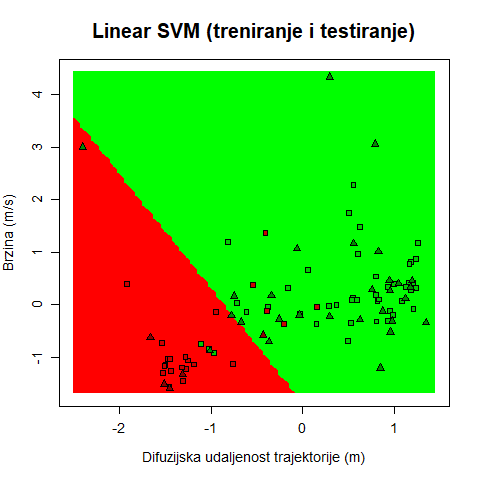 Linear SVM (treniranje i testiranje)
4
3
2
1
0
-1
Brzina (m/s)
-2 -1 0 1
Difuzijska udaljenost trajektorije (m)